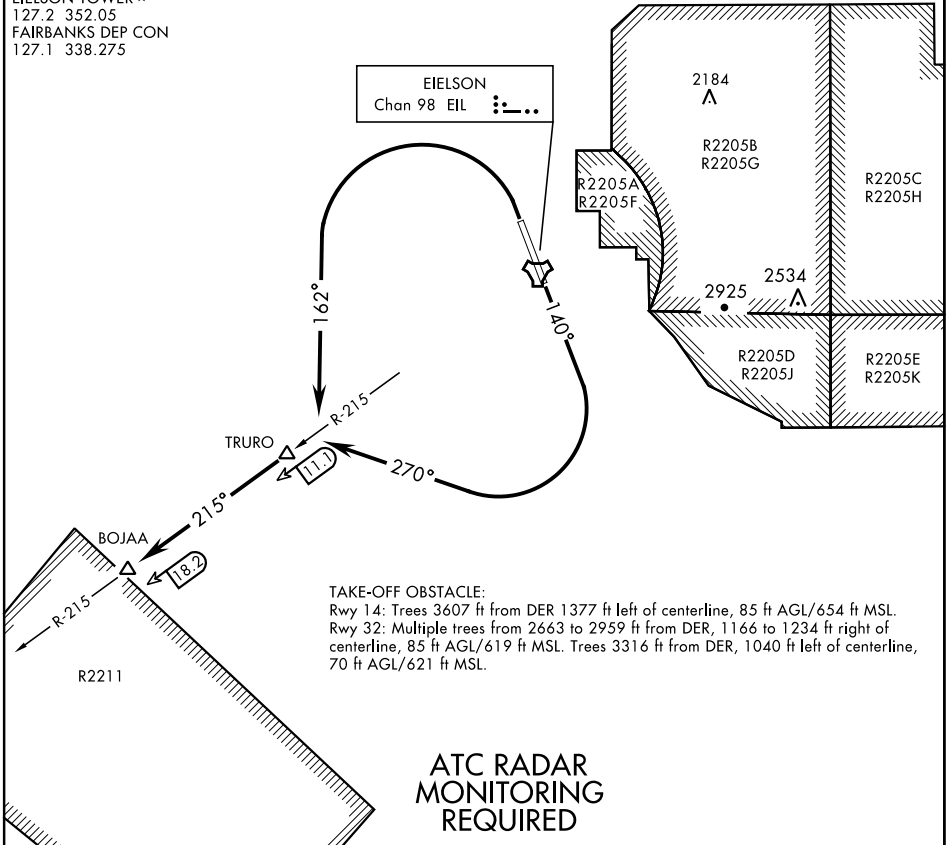 EIELSON TOWER *
127.2 352.05
FAIRBANKS DEP CON
127.1 338.275
EIELSON
Chan 98 EIL
2184
R2205B
R2205G
R2205A
R2205F
R2205C
R2205H
2534
2925
R2205D
R2205J
R2205E
R2205K
162°
140°
R-215
TRURO
11.1
270°
215°
BOJAA
18.2
R-215
R2211
TAKE-OFF OBSTACLE:
Rwy 14: Trees 3607 ft from DER 1377 ft left of centerline, 85 ft AGL/654 ft MSL.
Rwy 32: Multiple trees from 2663 to 2959 ft from DER, 1166 to 1234 ft right of
centerline, 85 ft AGL/619 ft MSL. Trees 3316 ft from DER, 1040 ft left of centerline,
70 ft AGL/621 ft MSL.
ATC RADAR
MONITORING
REQUIRED